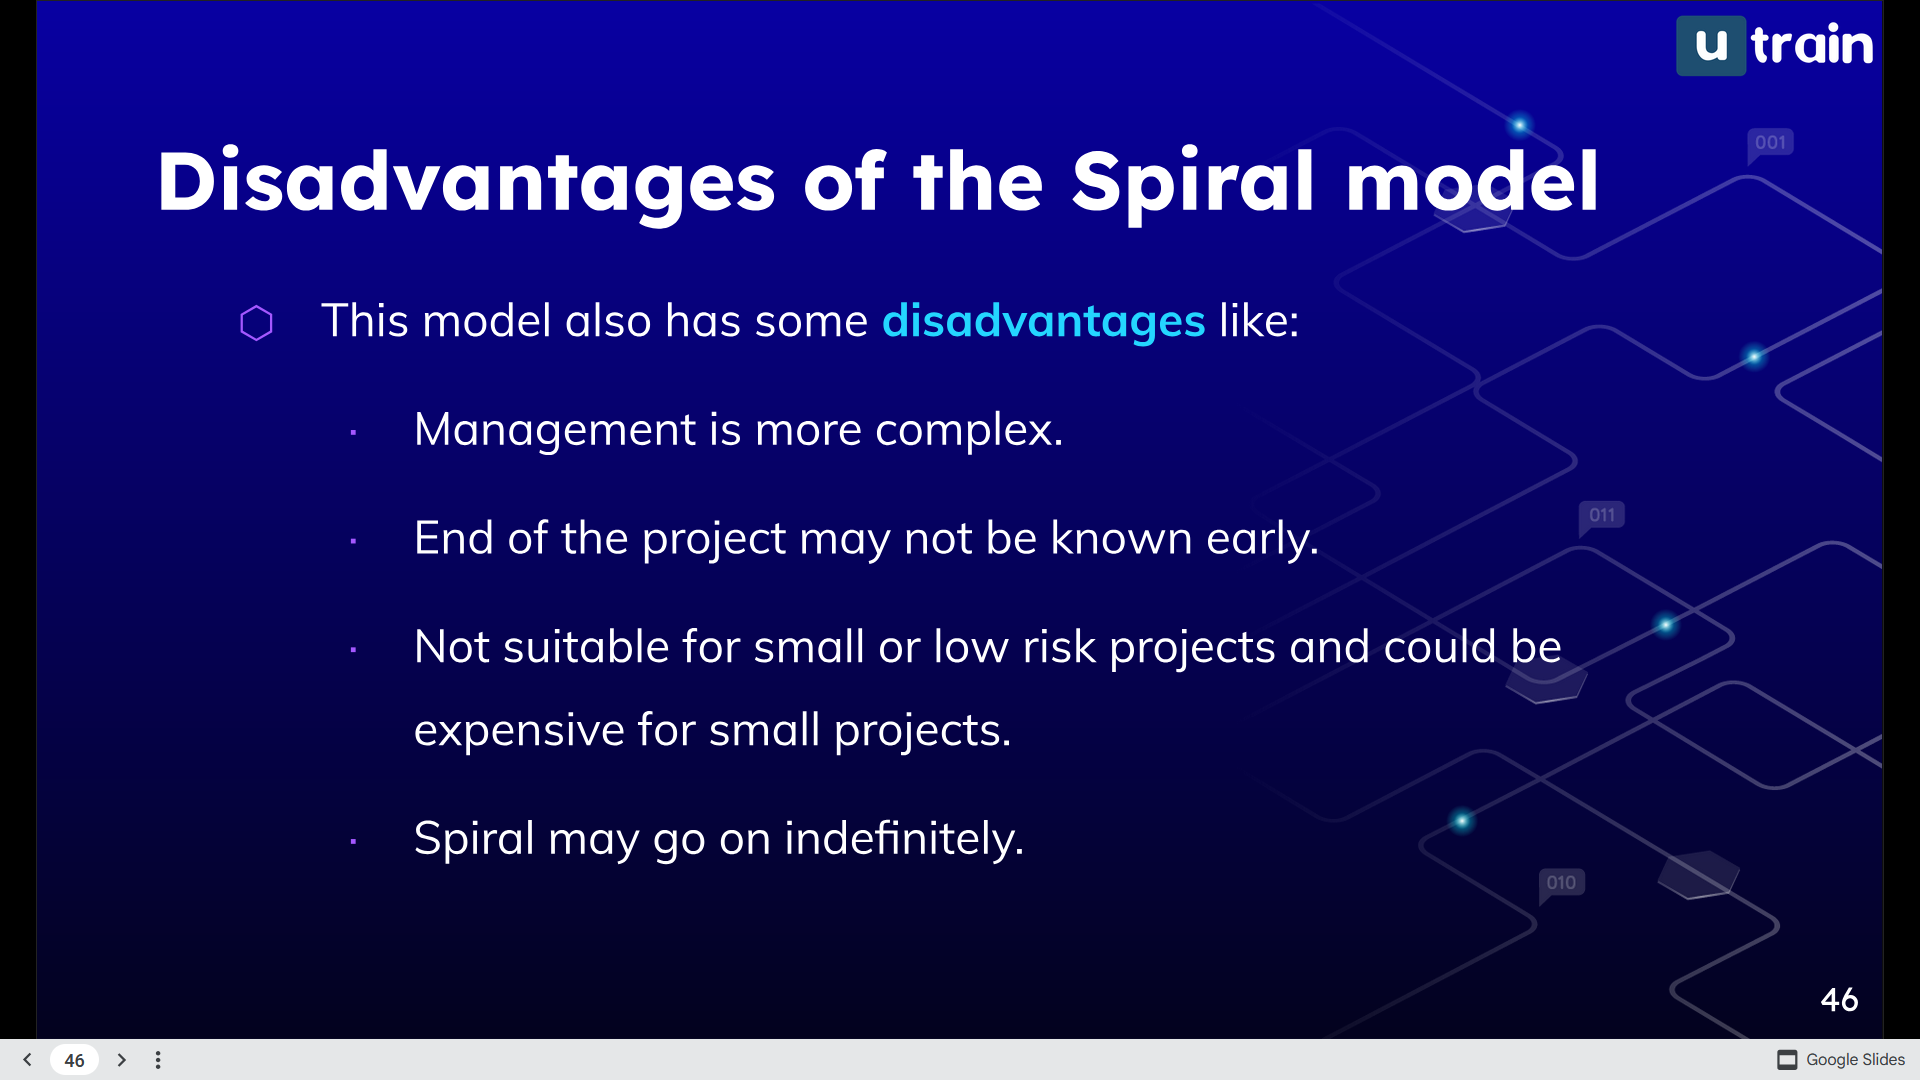 u train
001
Disadvantages of the Spiral model
This model also has some disadvantages like:
Management is more complex.
011
End of the project may not be known early.
Not suitable for small or low risk projects and could be
expensive for small projects.
Spiral may go on indefinitely.
010
46
46
Google Slides